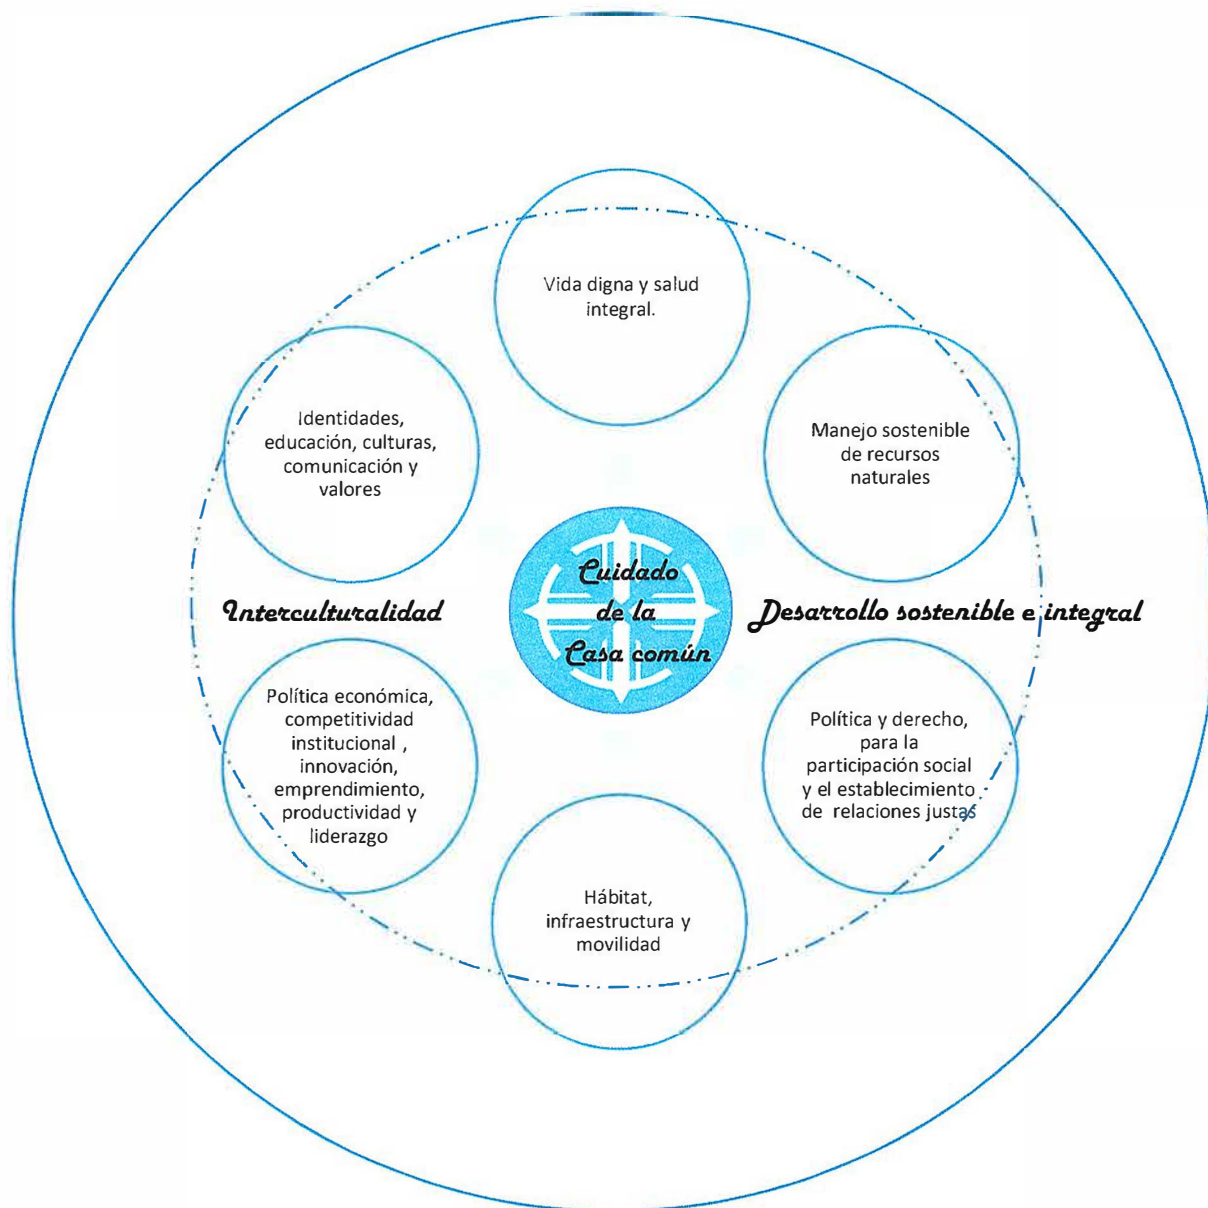 Vida digna y salud
integral.
Identidades,
educación, culturas,
comunicación y
valores
Manejo sostenible
de recursos
naturales
Interculturalidad
Cuidado
de la
Casa común
Desarrollo sostenible e integral
Política económica,
competitividad
institucional ,
innovación,
emprendimiento,
productividad y
liderazgo
Política y derecho,
para la
participación social
y el establecimiento
de relaciones justas
Hábitat,
infraestructura y
movilidad